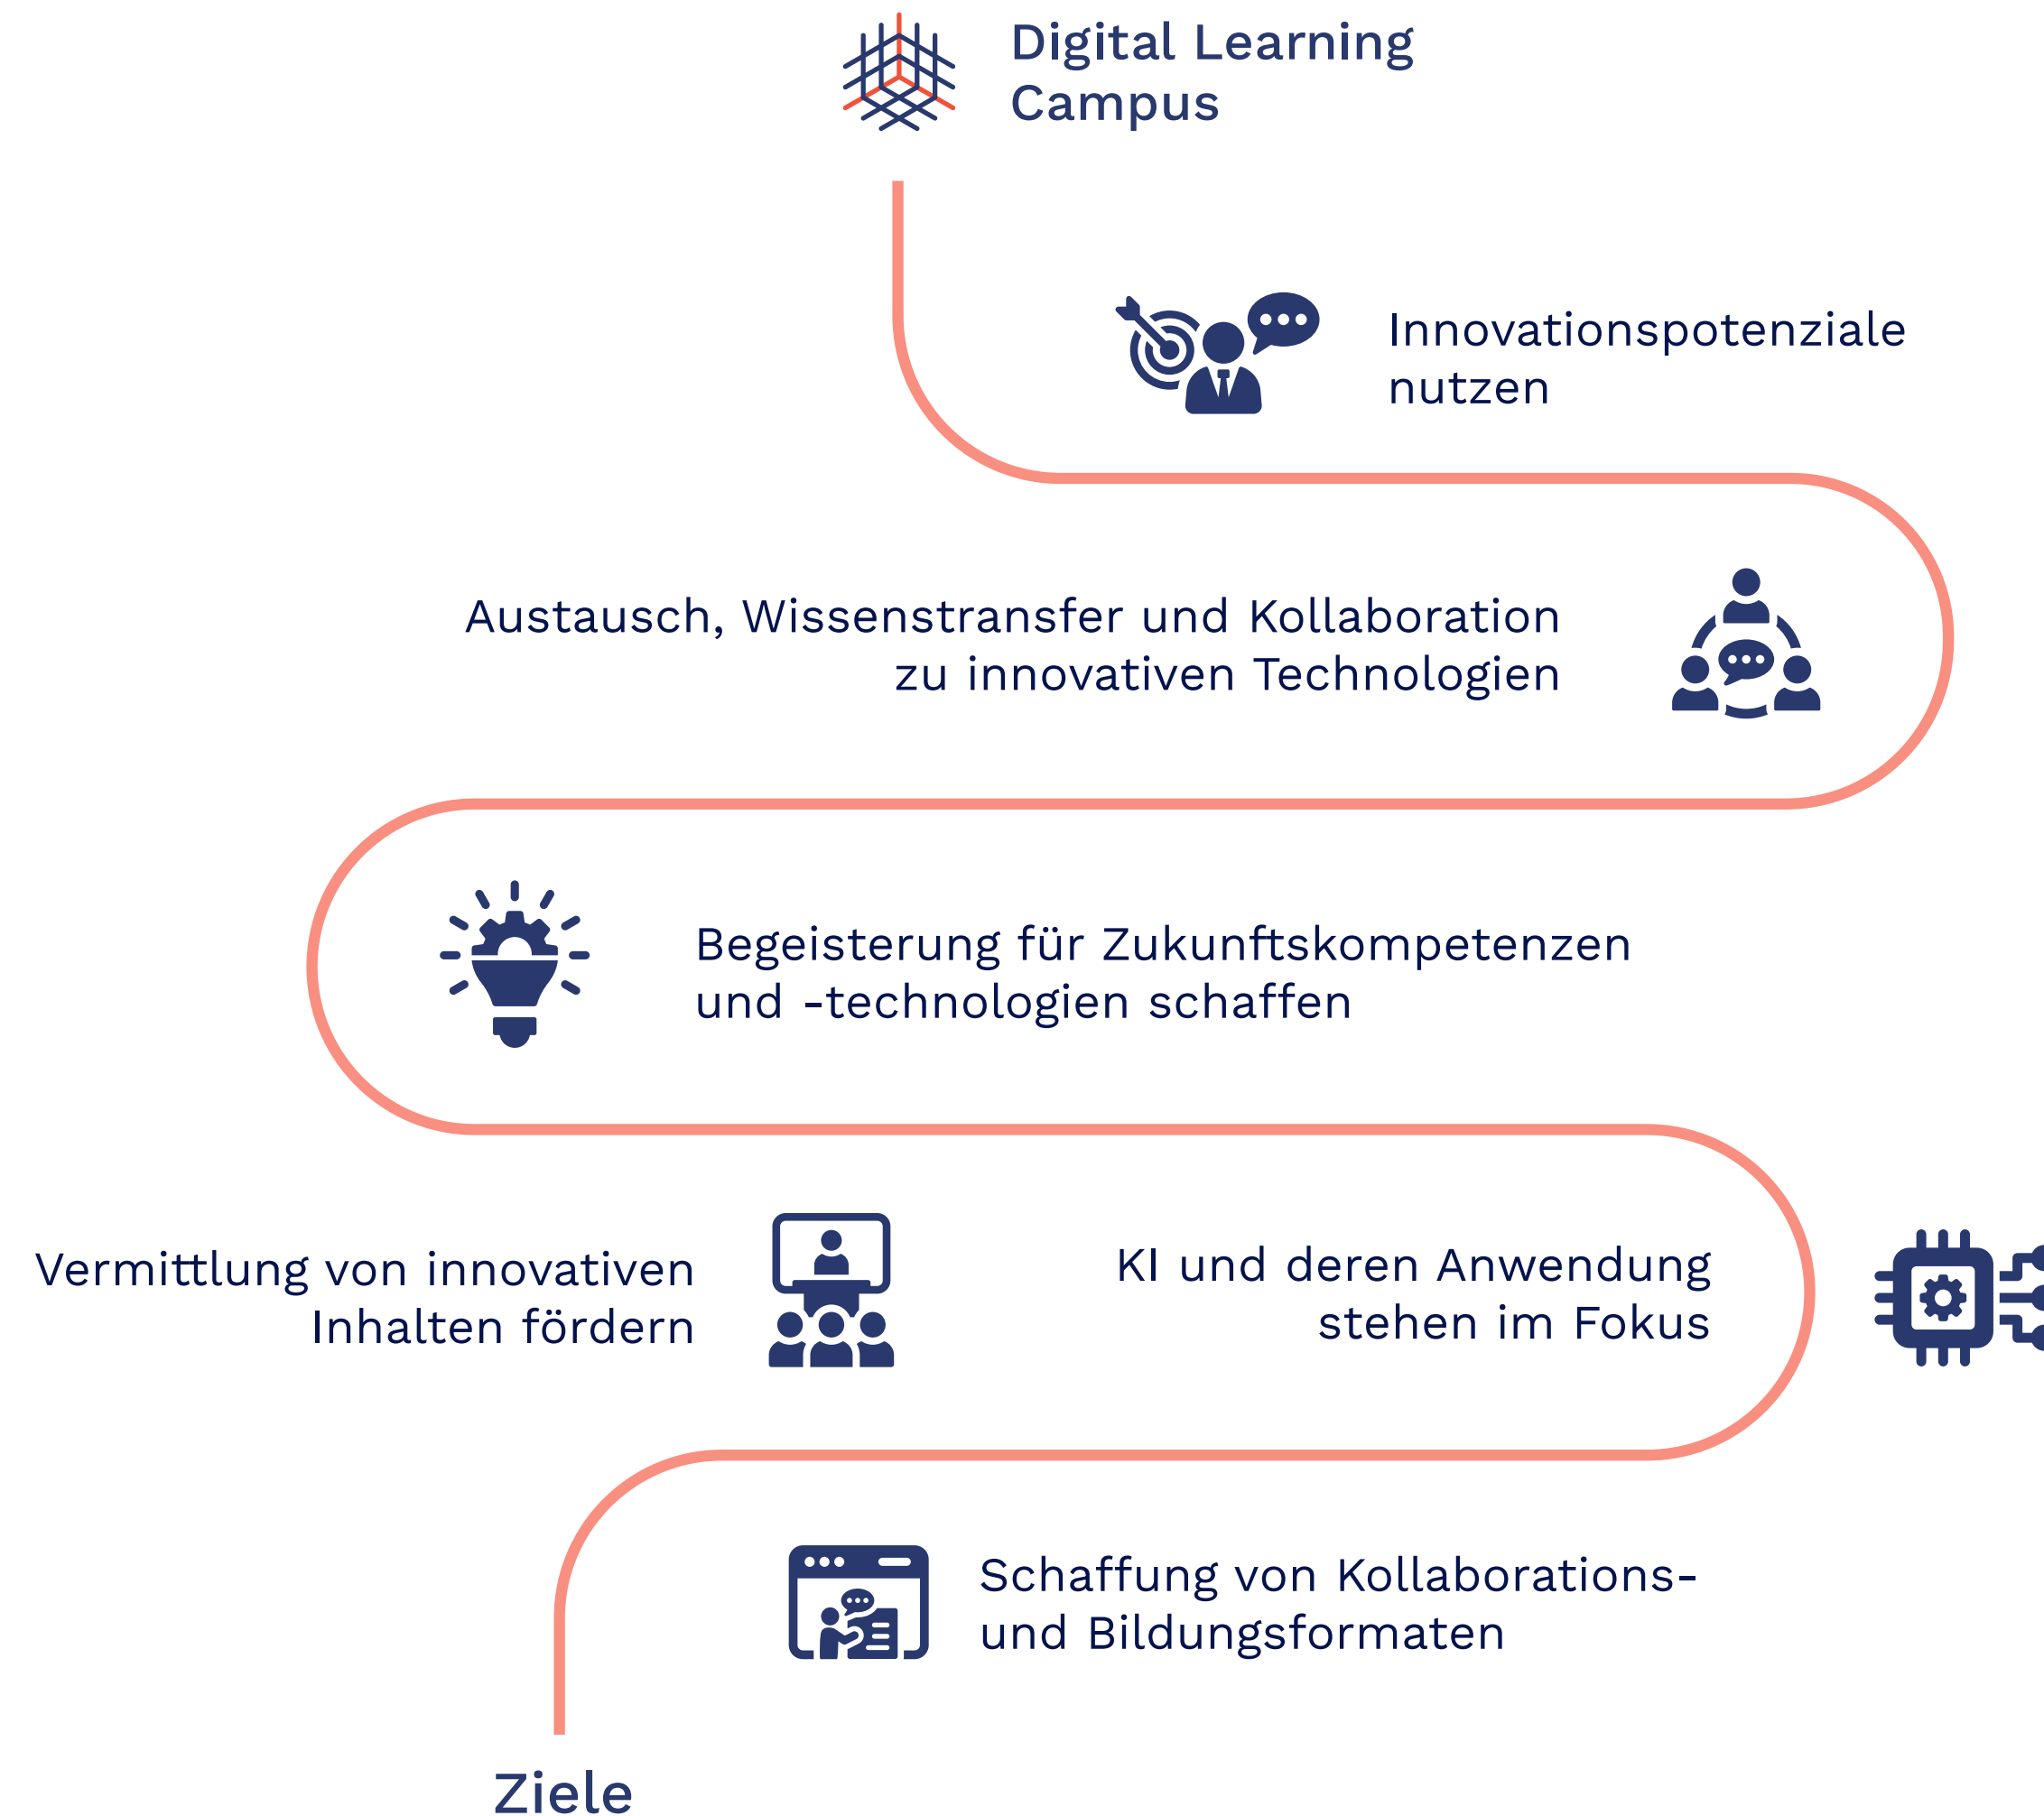 Digital Learning
Campus
Innovationspotenziale
nutzen
Austausch, Wissenstransfer und Kollaboration
zu innovativen Technologien
Begeisterung für Zukunftskompetenzen
und -technologien schaffen
Vermittlung von innovativen
Inhalten fördern
KI und deren Anwendung
stehen im Fokus
Schaffung von Kollaborations-
und Bildungsformaten
Ziele